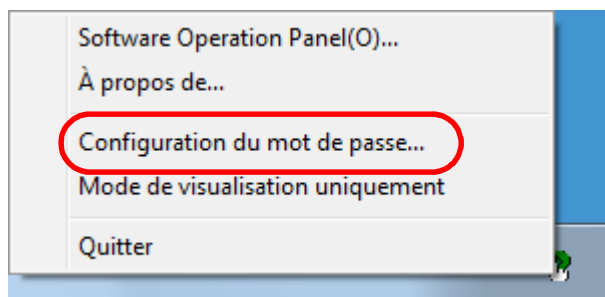 Software Operation Panel(O)...
À propos de...
Configuration du mot de passe...
Mode de visualisation uniquement
Quitter